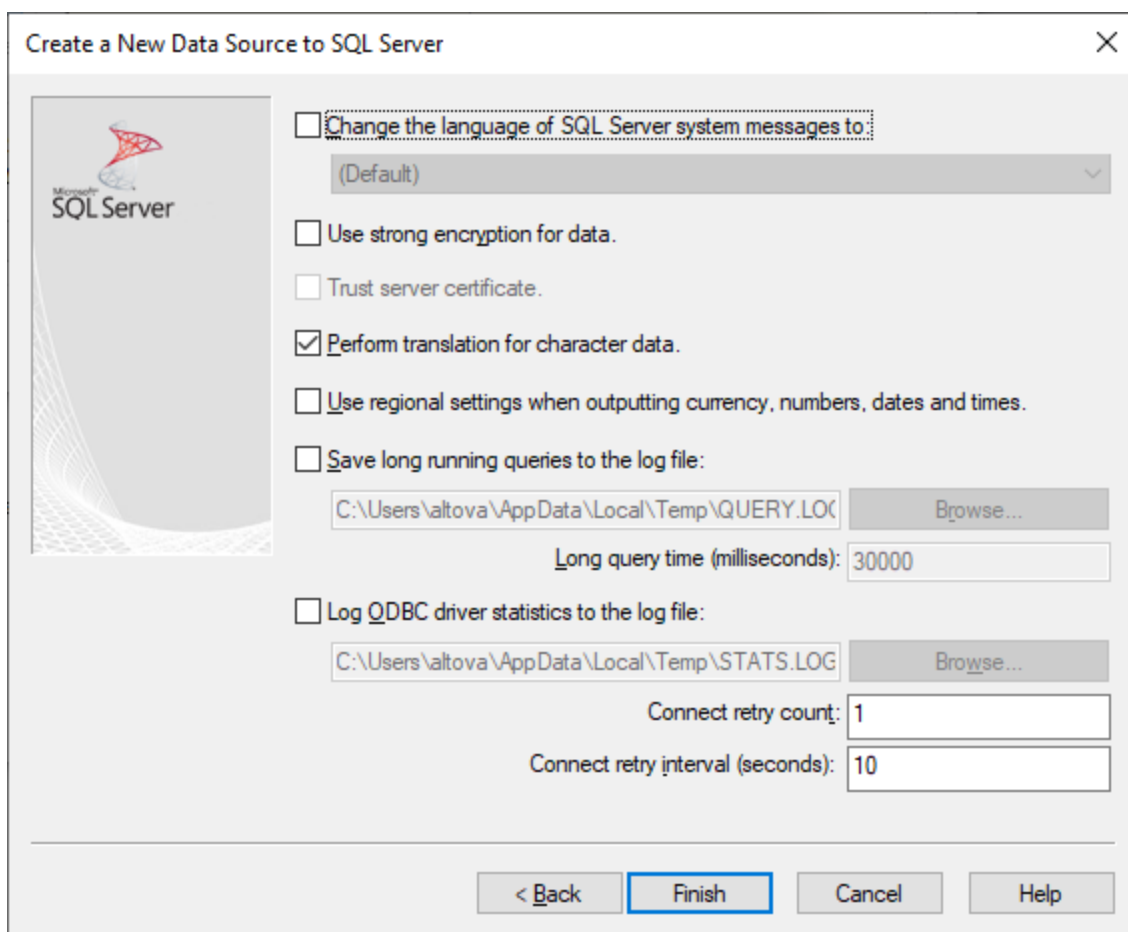 Create a New Data Source to SQL Server
Microsoft®
SQL Server
Change the language of SQL Server system messages to:
(Default)
Use strong encryption for data.
Trust server certificate.
Perform translation for character data.
Use regional settings when outputting currency, numbers, dates and times.
Save long running queries to the log file:
C:\Users\altova\AppData\Local\Temp\QUERY.LOG Browse...
Long query time (milliseconds): 30000
Log ODBC driver statistics to the log file:
C:\Users\altova\AppData\Local\Temp\STATS.LOG Browse...
Connect retry count: 1
Connect retry interval (seconds): 10
< Back Finish Cancel Help